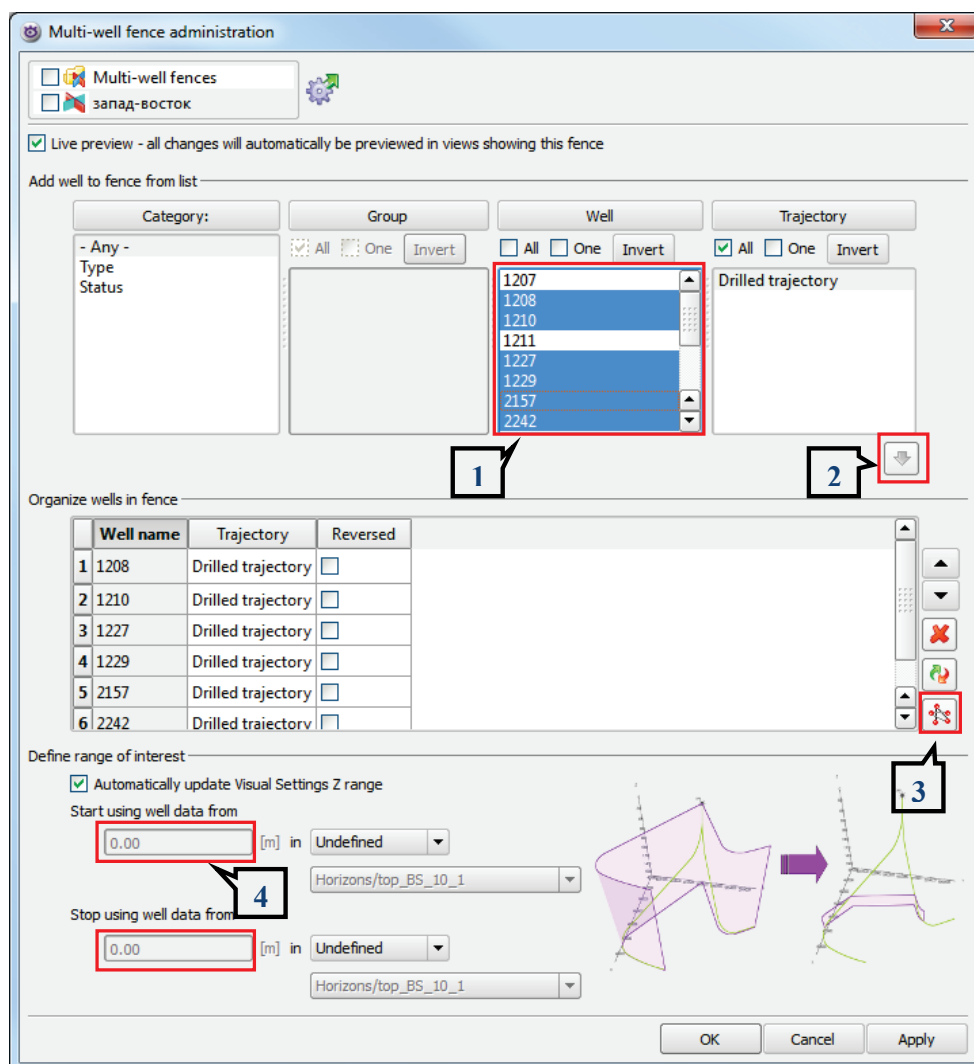 Multi-well fence administration
Multi-well fences
запад-восток
Live preview - all changes will automatically be previewed in views showing this fence
Add well to fence from list
Category: Group Well Trajectory
All One Invert All One Invert All One Invert
- Any -
Type
Status
1207
1208
1210
1211
1227
1229
2157
2242
Drilled trajectory
1
2
Organize wells in fence
Well name Trajectory Reversed
1 1208 Drilled trajectory
2 1210 Drilled trajectory
3 1227 Drilled trajectory
4 1229 Drilled trajectory
5 2157 Drilled trajectory
6 2242 Drilled trajectory
3
Define range of interest
Automatically update Visual Settings Z range
Start using well data from
0.00 [m] in Undefined
Horizons/top_BS_10_1
4
Stop using well data from
0.00 [m] in Undefined
Horizons/top_BS_10_1
OK Cancel Apply